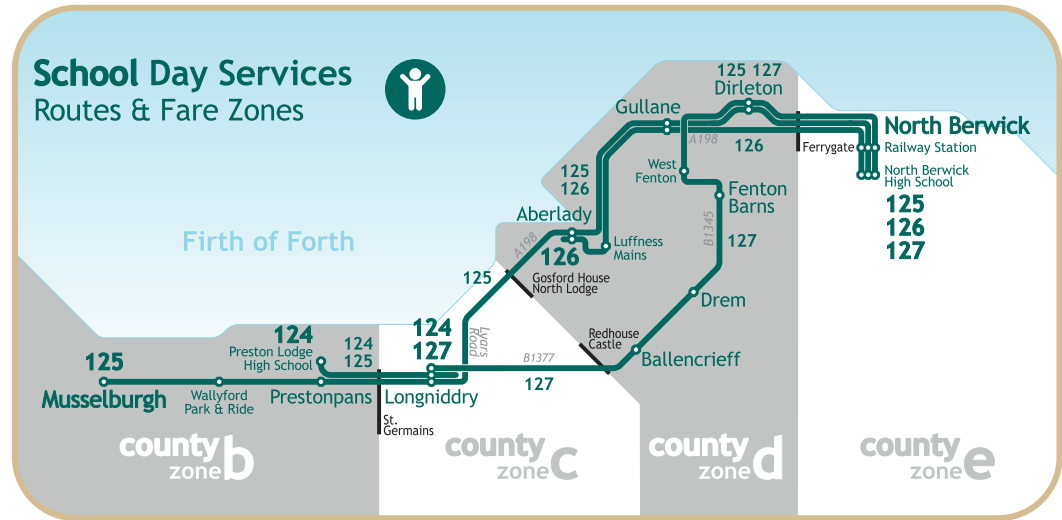 School Day Services
Routes & Fare Zones
125 127
Dirleton
Gullane
North Berwick
A198
126
Ferrygate
Railway Station
North Berwick
High School
125
126
127
West
Fenton
125
126
Fenton
Barns
Aberlady
B1345
127
Firth of Forth
A198
126
Luffness
Mains
125
Gosford House
North Lodge
Drem
124
Preston Lodge
High School
124
125
124
127
Lyars
Road
Redhouse
Castle
B1377
127
Ballencrieff
125
Musselburgh
Wallyford
Park & Ride
Prestonpans
Longniddry
St.
Germains
county
zone b
county
zone c
county
zone d
county
zone e